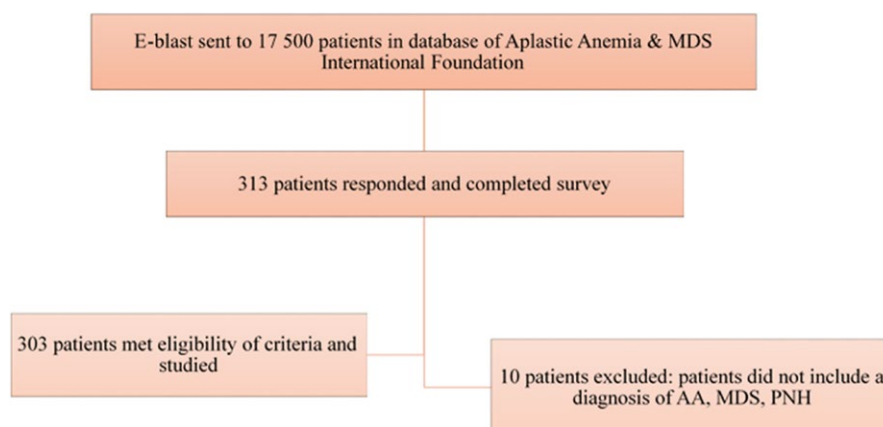 E-blast sent to 17 500 patients in database of Aplastic Anemia & MDS
International Foundation
313 patients responded and completed survey
303 patients met eligibility of criteria and
studied
10 patients excluded: patients did not include a
diagnosis of AA, MDS, PNH